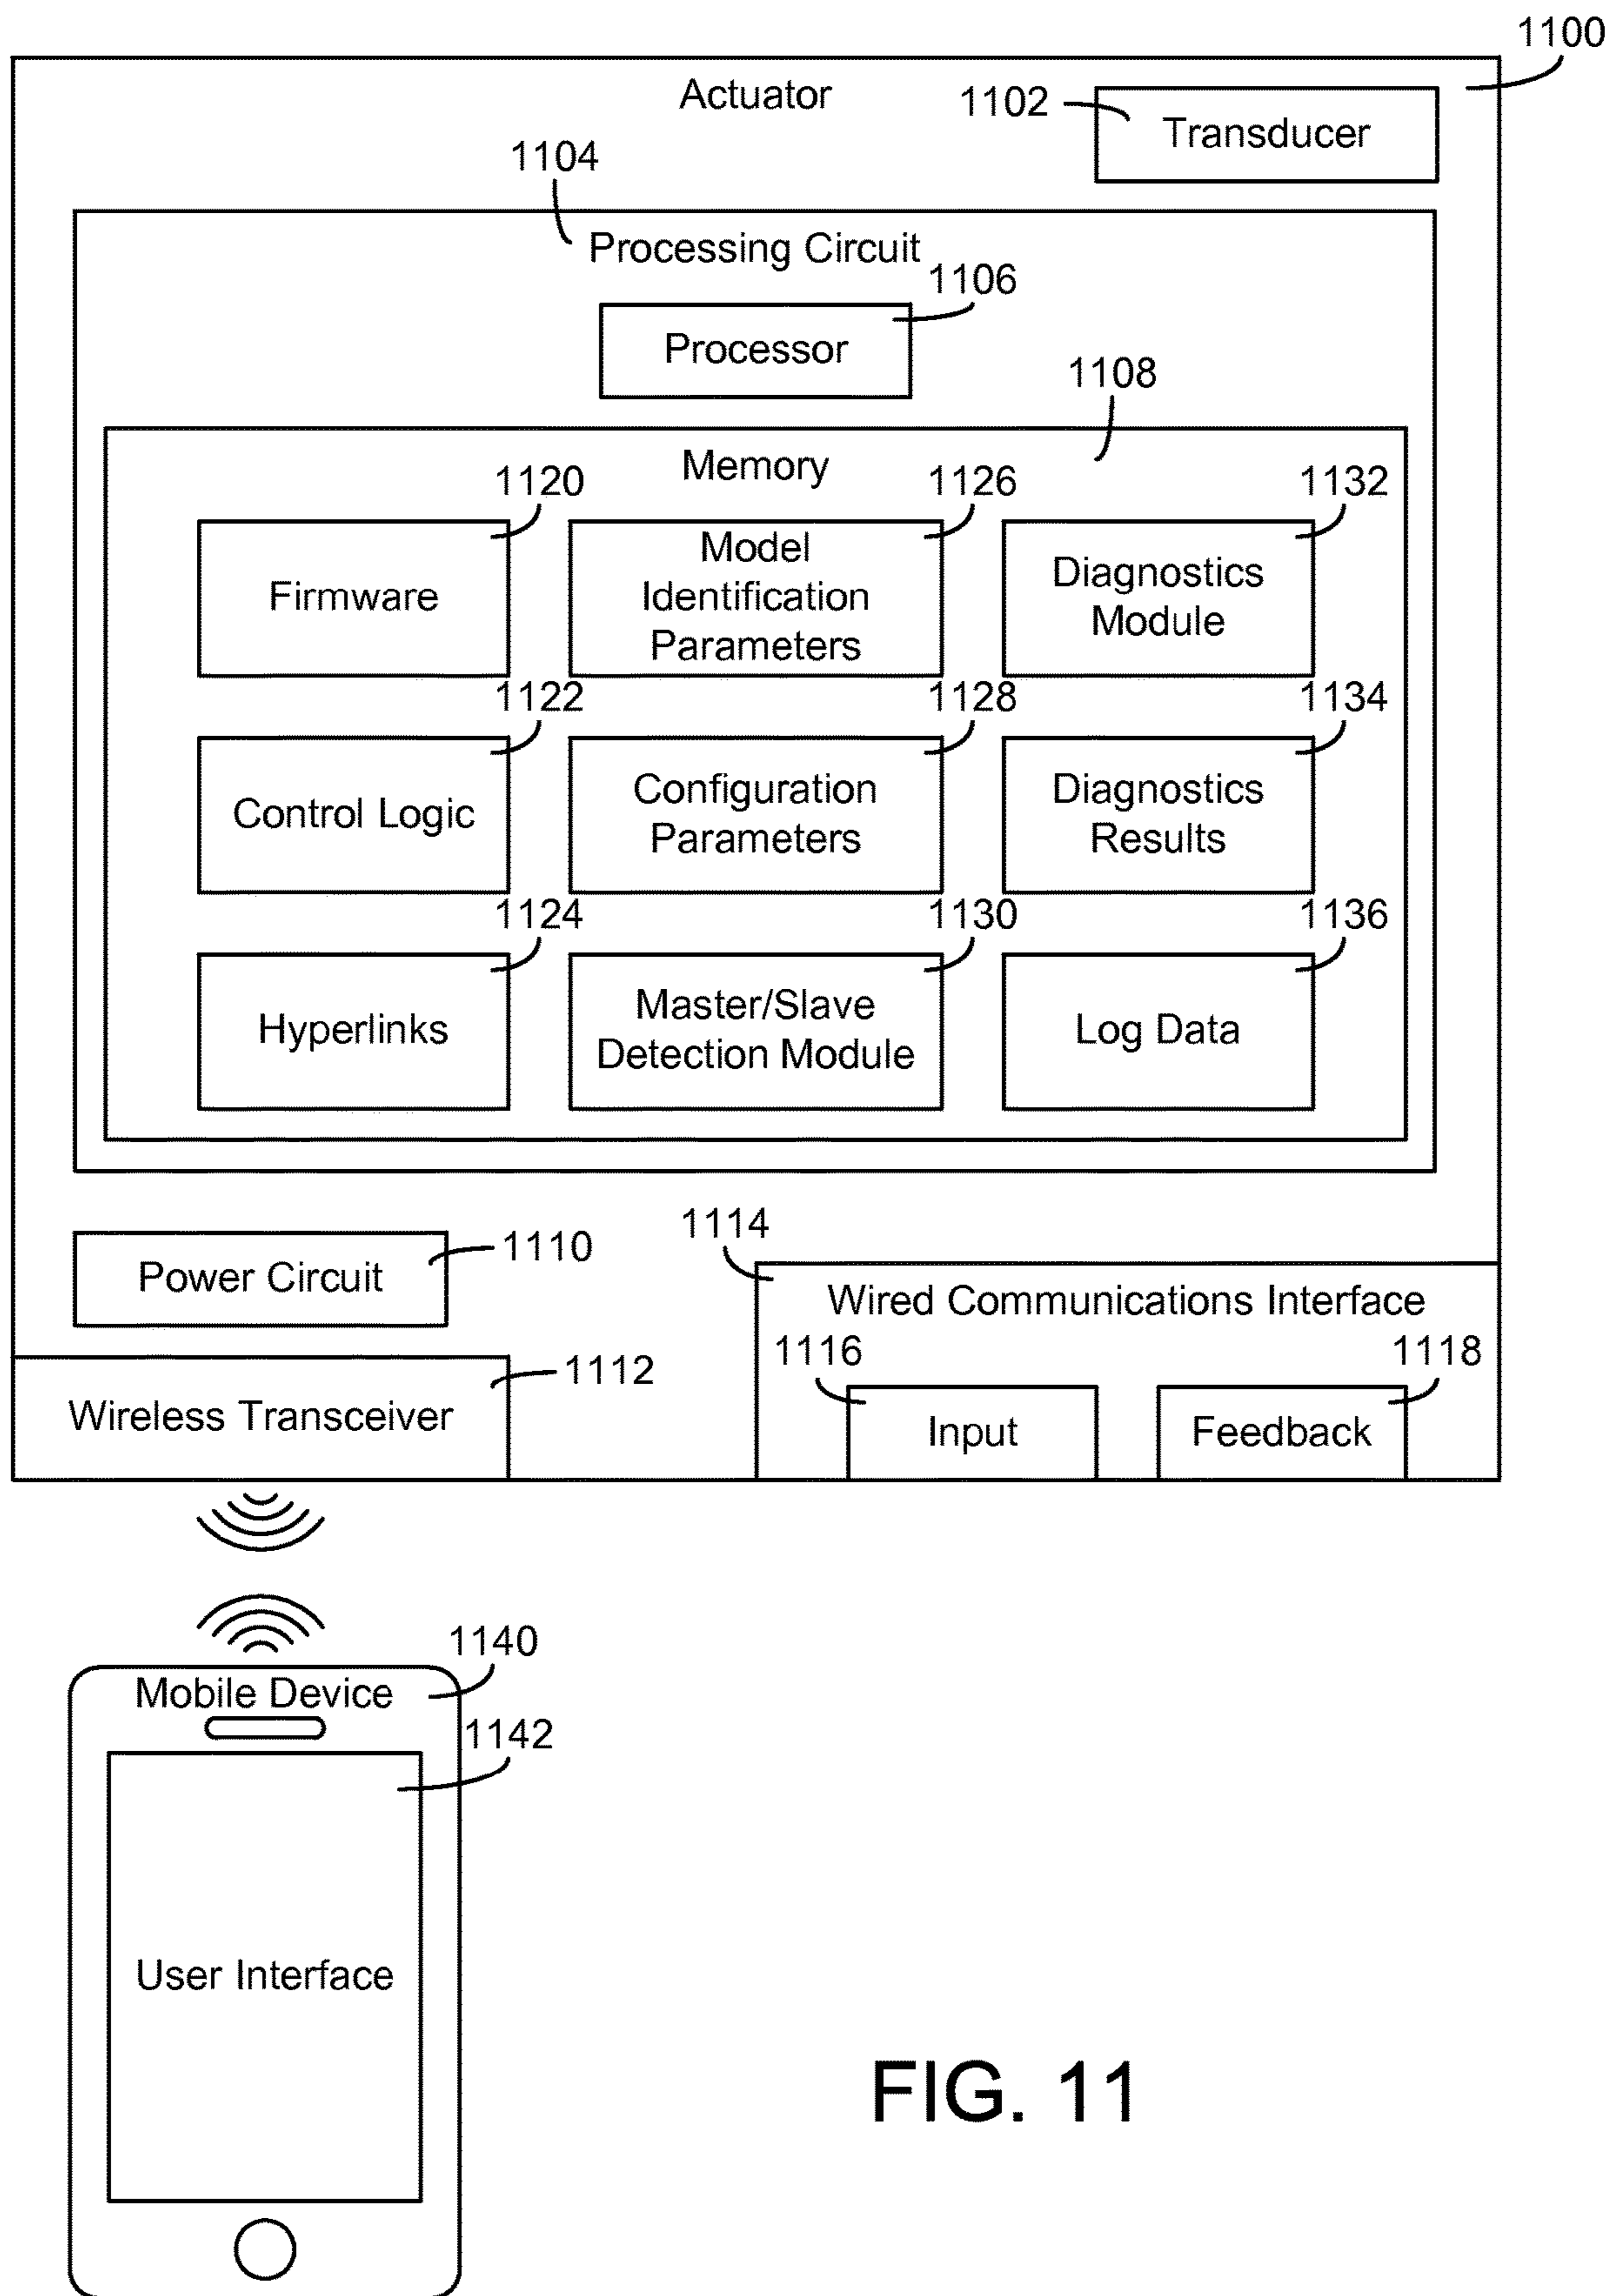 1100
Actuator
1102
Transducer
1104
Processing Circuit
1106
Processor
1108
Memory
1120
1126
1132
Firmware
Model
Identification
Parameters
Diagnostics
Module
1122
1128
1134
Control Logic
Configuration
Parameters
Diagnostics
Results
1124
1130
1136
Hyperlinks
Master/Slave
Detection Module
Log Data
1110
Power Circuit
1114
Wired Communications Interface
1112
Wireless Transceiver
1116
1118
Input
Feedback
1140
Mobile Device
1142
User Interface
FIG. 11